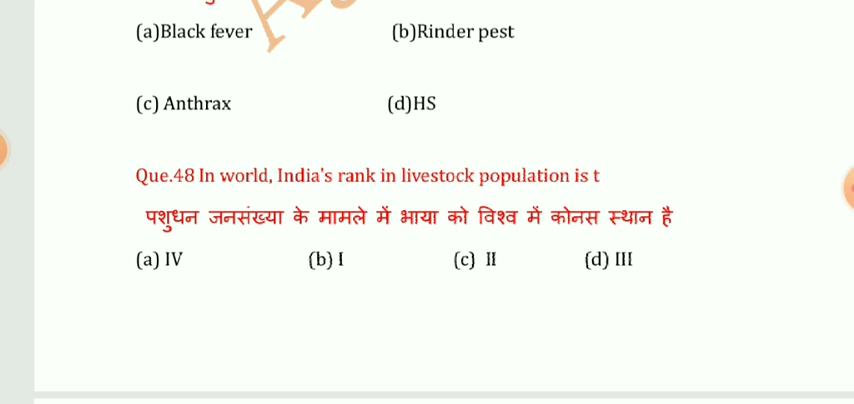 (a)Black fever (b)Rinder pest
(c) Anthrax (d)HS
Que.48 In world, India's rank in livestock population is t
पशुधन जनसंख्या के मामले में भाया को विश्व में कोनस स्थान है
(a) IV (b) I (c) II (d) III